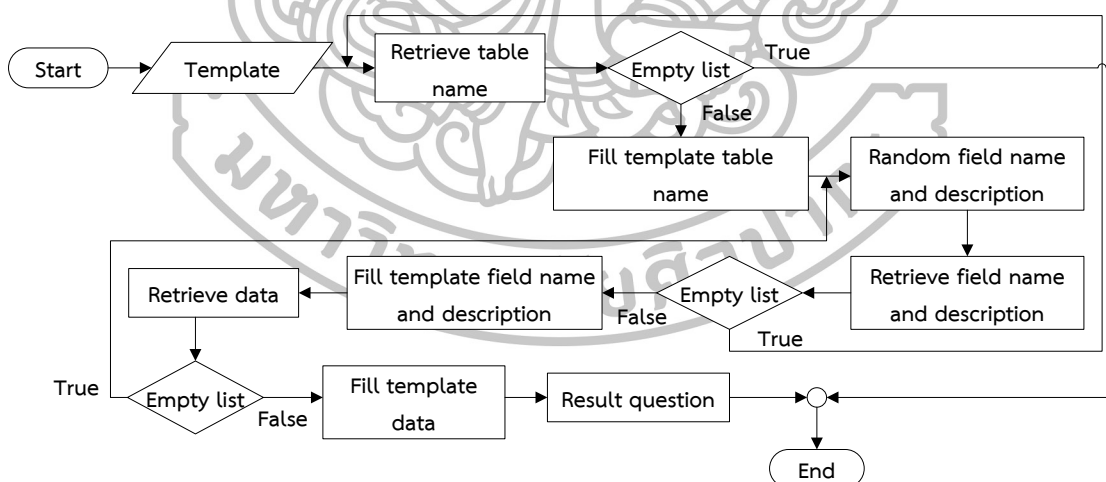 Start
Template
Retrieve table
name
Empty list
True
False
Fill template table
name
Random field name
and description
Retrieve field name
and description
Empty list
True
False
Fill template field name
and description
Retrieve data
Empty list
True
False
Fill template
data
Result question
End